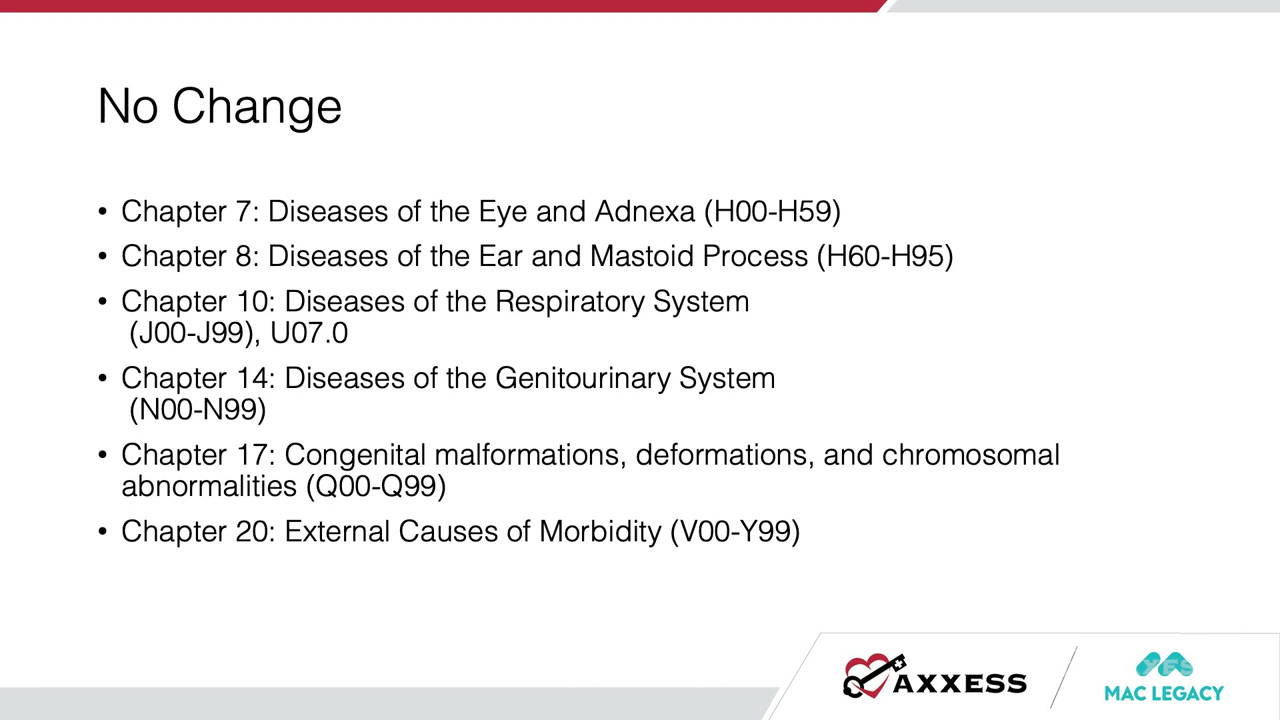 No Change
• Chapter 7: Diseases of the Eye and Adnexa (H00-H59)
• Chapter 8: Diseases of the Ear and Mastoid Process (H60-H95)
• Chapter 10: Diseases of the Respiratory System
(J00-J99), U07.0
• Chapter 14: Diseases of the Genitourinary System
(N00-N99)
• Chapter 17: Congenital malformations, deformations, and chromosomal
abnormalities (Q00-Q99)
• Chapter 20: External Causes of Morbidity (V00-Y99)
AXXESS
YES
MAC LEGACY